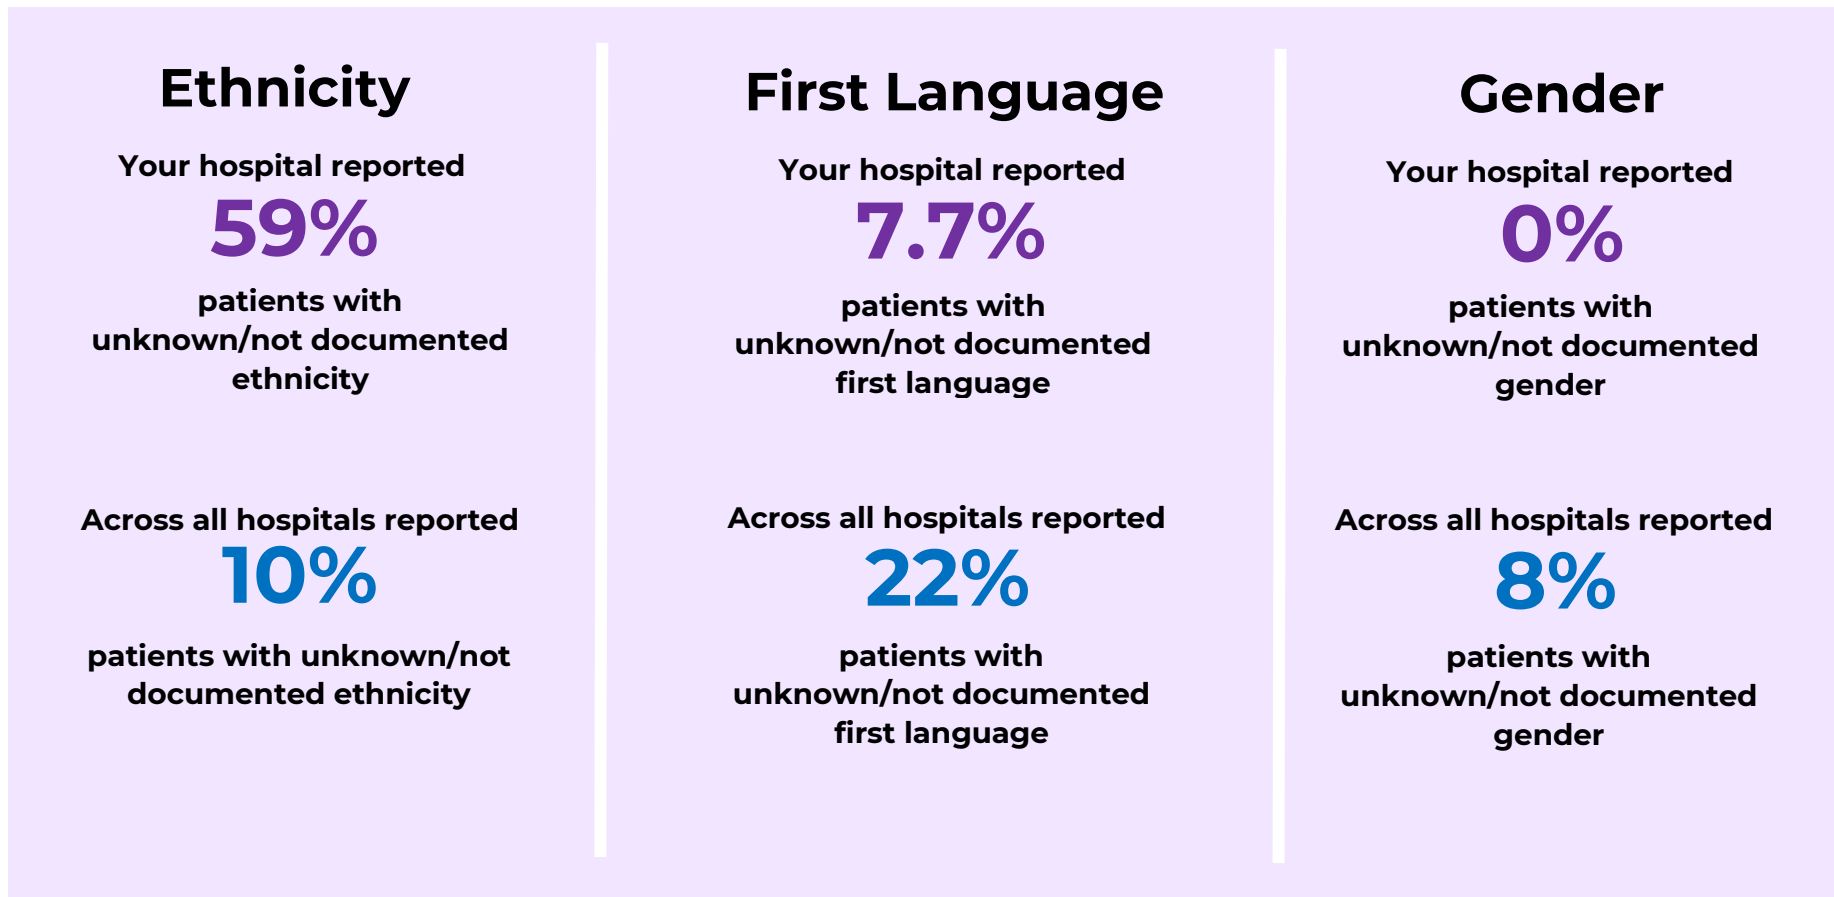 Ethnicity
Your hospital reported
59%
patients with
unknown/not documented
ethnicity
Across all hospitals reported
10%
patients with unknown/not
documented ethnicity
First Language
Your hospital reported
7.7%
patients with
unknown/not documented
first language
Across all hospitals reported
22%
patients with
unknown/not documented
first language
Gender
Your hospital reported
0%
patients with
unknown/not documented
gender
Across all hospitals reported
8%
patients with
unknown/not documented
gender